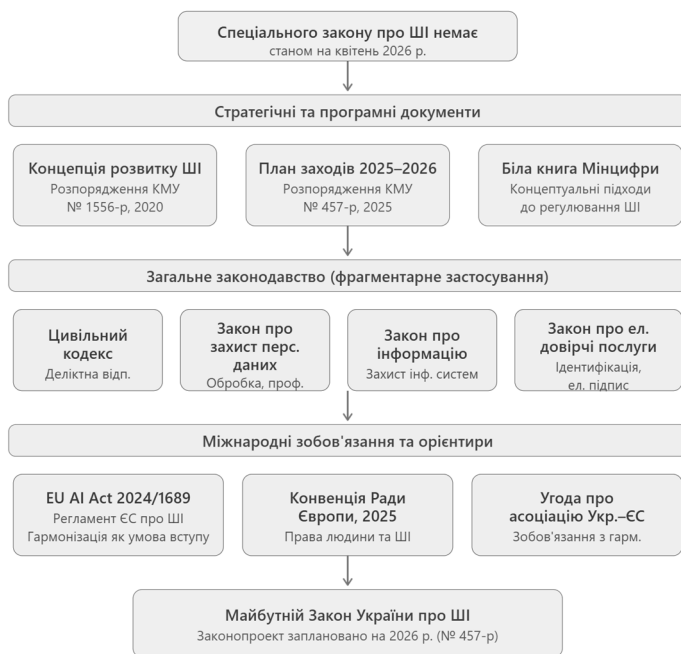 Спеціального закону про ШІ немає
станом на квітень 2026 р.
Стратегічні та програмні документи
Концепція розвитку ШІ
Розпорядження КМУ
№ 1556-р, 2020
План заходів 2025–2026
Розпорядження КМУ
№ 457-р, 2025
Біла книга Мінцифри
Концептуальні підходи
до регулювання ШІ
Загальне законодавство (фрагментарне застосування)
Цивільний
кодекс
Деліктна відп.
Закон про
захист перс.
даних
Обробка, проф.
Закон про
інформацію
Захист інф. систем
Закон про ел.
довірчі послуги
Ідентифікація,
ел. підпис
Міжнародні зобов'язання та орієнтири
EU AI Act 2024/1689
Регламент ЄС про ШІ
Гармонізація як умова вступу
Конвенція Ради
Європи, 2025
Права людини та ШІ
Угода про
асоціацію Укр.–ЄС
Зобов'язання з гарм.
Майбутній Закон України про ШІ
Законопроект заплановано на 2026 р. (№ 457-р)